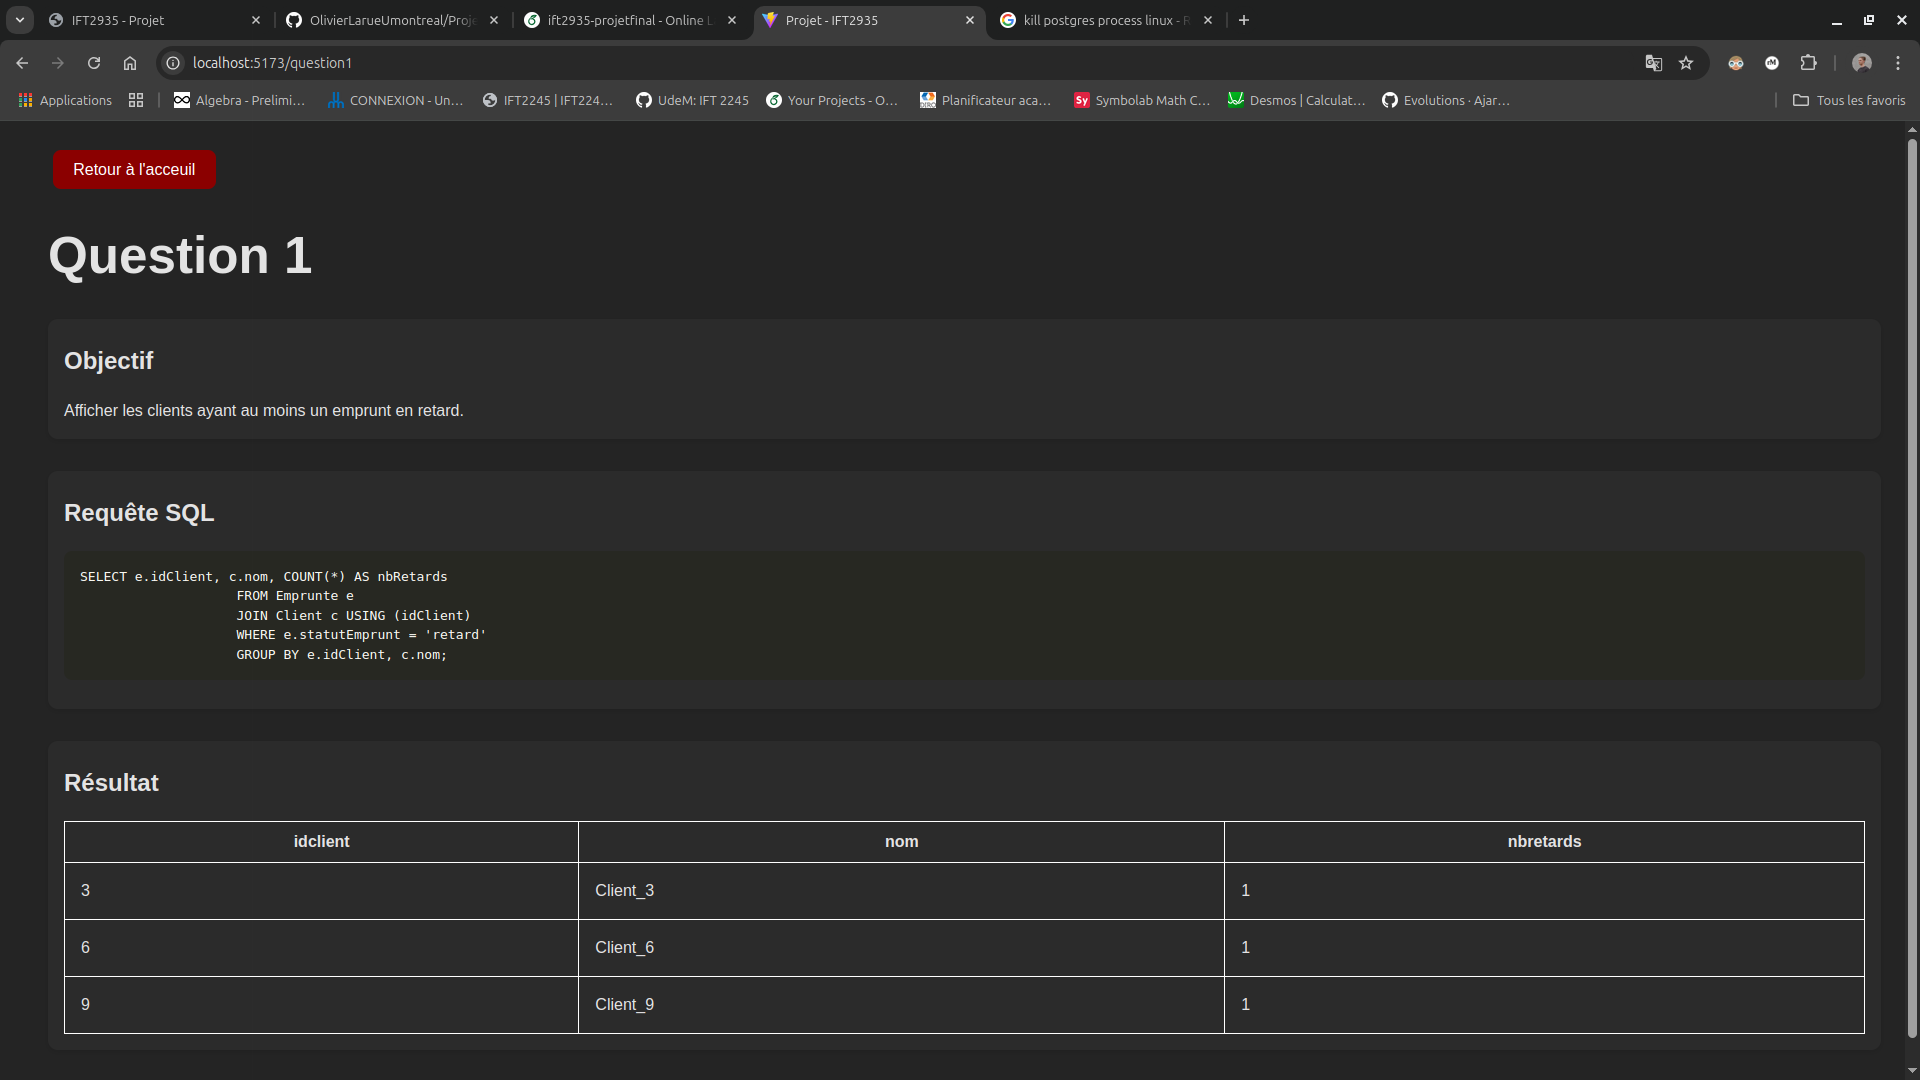 IFT2935 - Projet
OlivierLarueUmontreal/Proje
ift2935-projetfinal - Online L
Projet - IFT2935
kill postgres process linux - R
localhost:5173/question1
Applications
Algebra - Prelimi...
CONNEXION - Un...
IFT2245 | IFT224...
UdeM: IFT 2245
Your Projects - O...
Planificateur aca...
Sy
Symbolab Math C...
Desmos | Calculat...
Evolutions · Ajar...
Tous les favoris
Retour à l'acceuil
Question 1
Objectif
Afficher les clients ayant au moins un emprunt en retard.
Requête SQL
SELECT e.idClient, c.nom, COUNT(*) AS nbRetards
FROM Emprunte e
JOIN Client c USING (idClient)
WHERE e.statutEmprunt = 'retard'
GROUP BY e.idClient, c.nom;
Résultat
idclient nom nbretards
3 Client_3 1
6 Client_6 1
9 Client_9 1